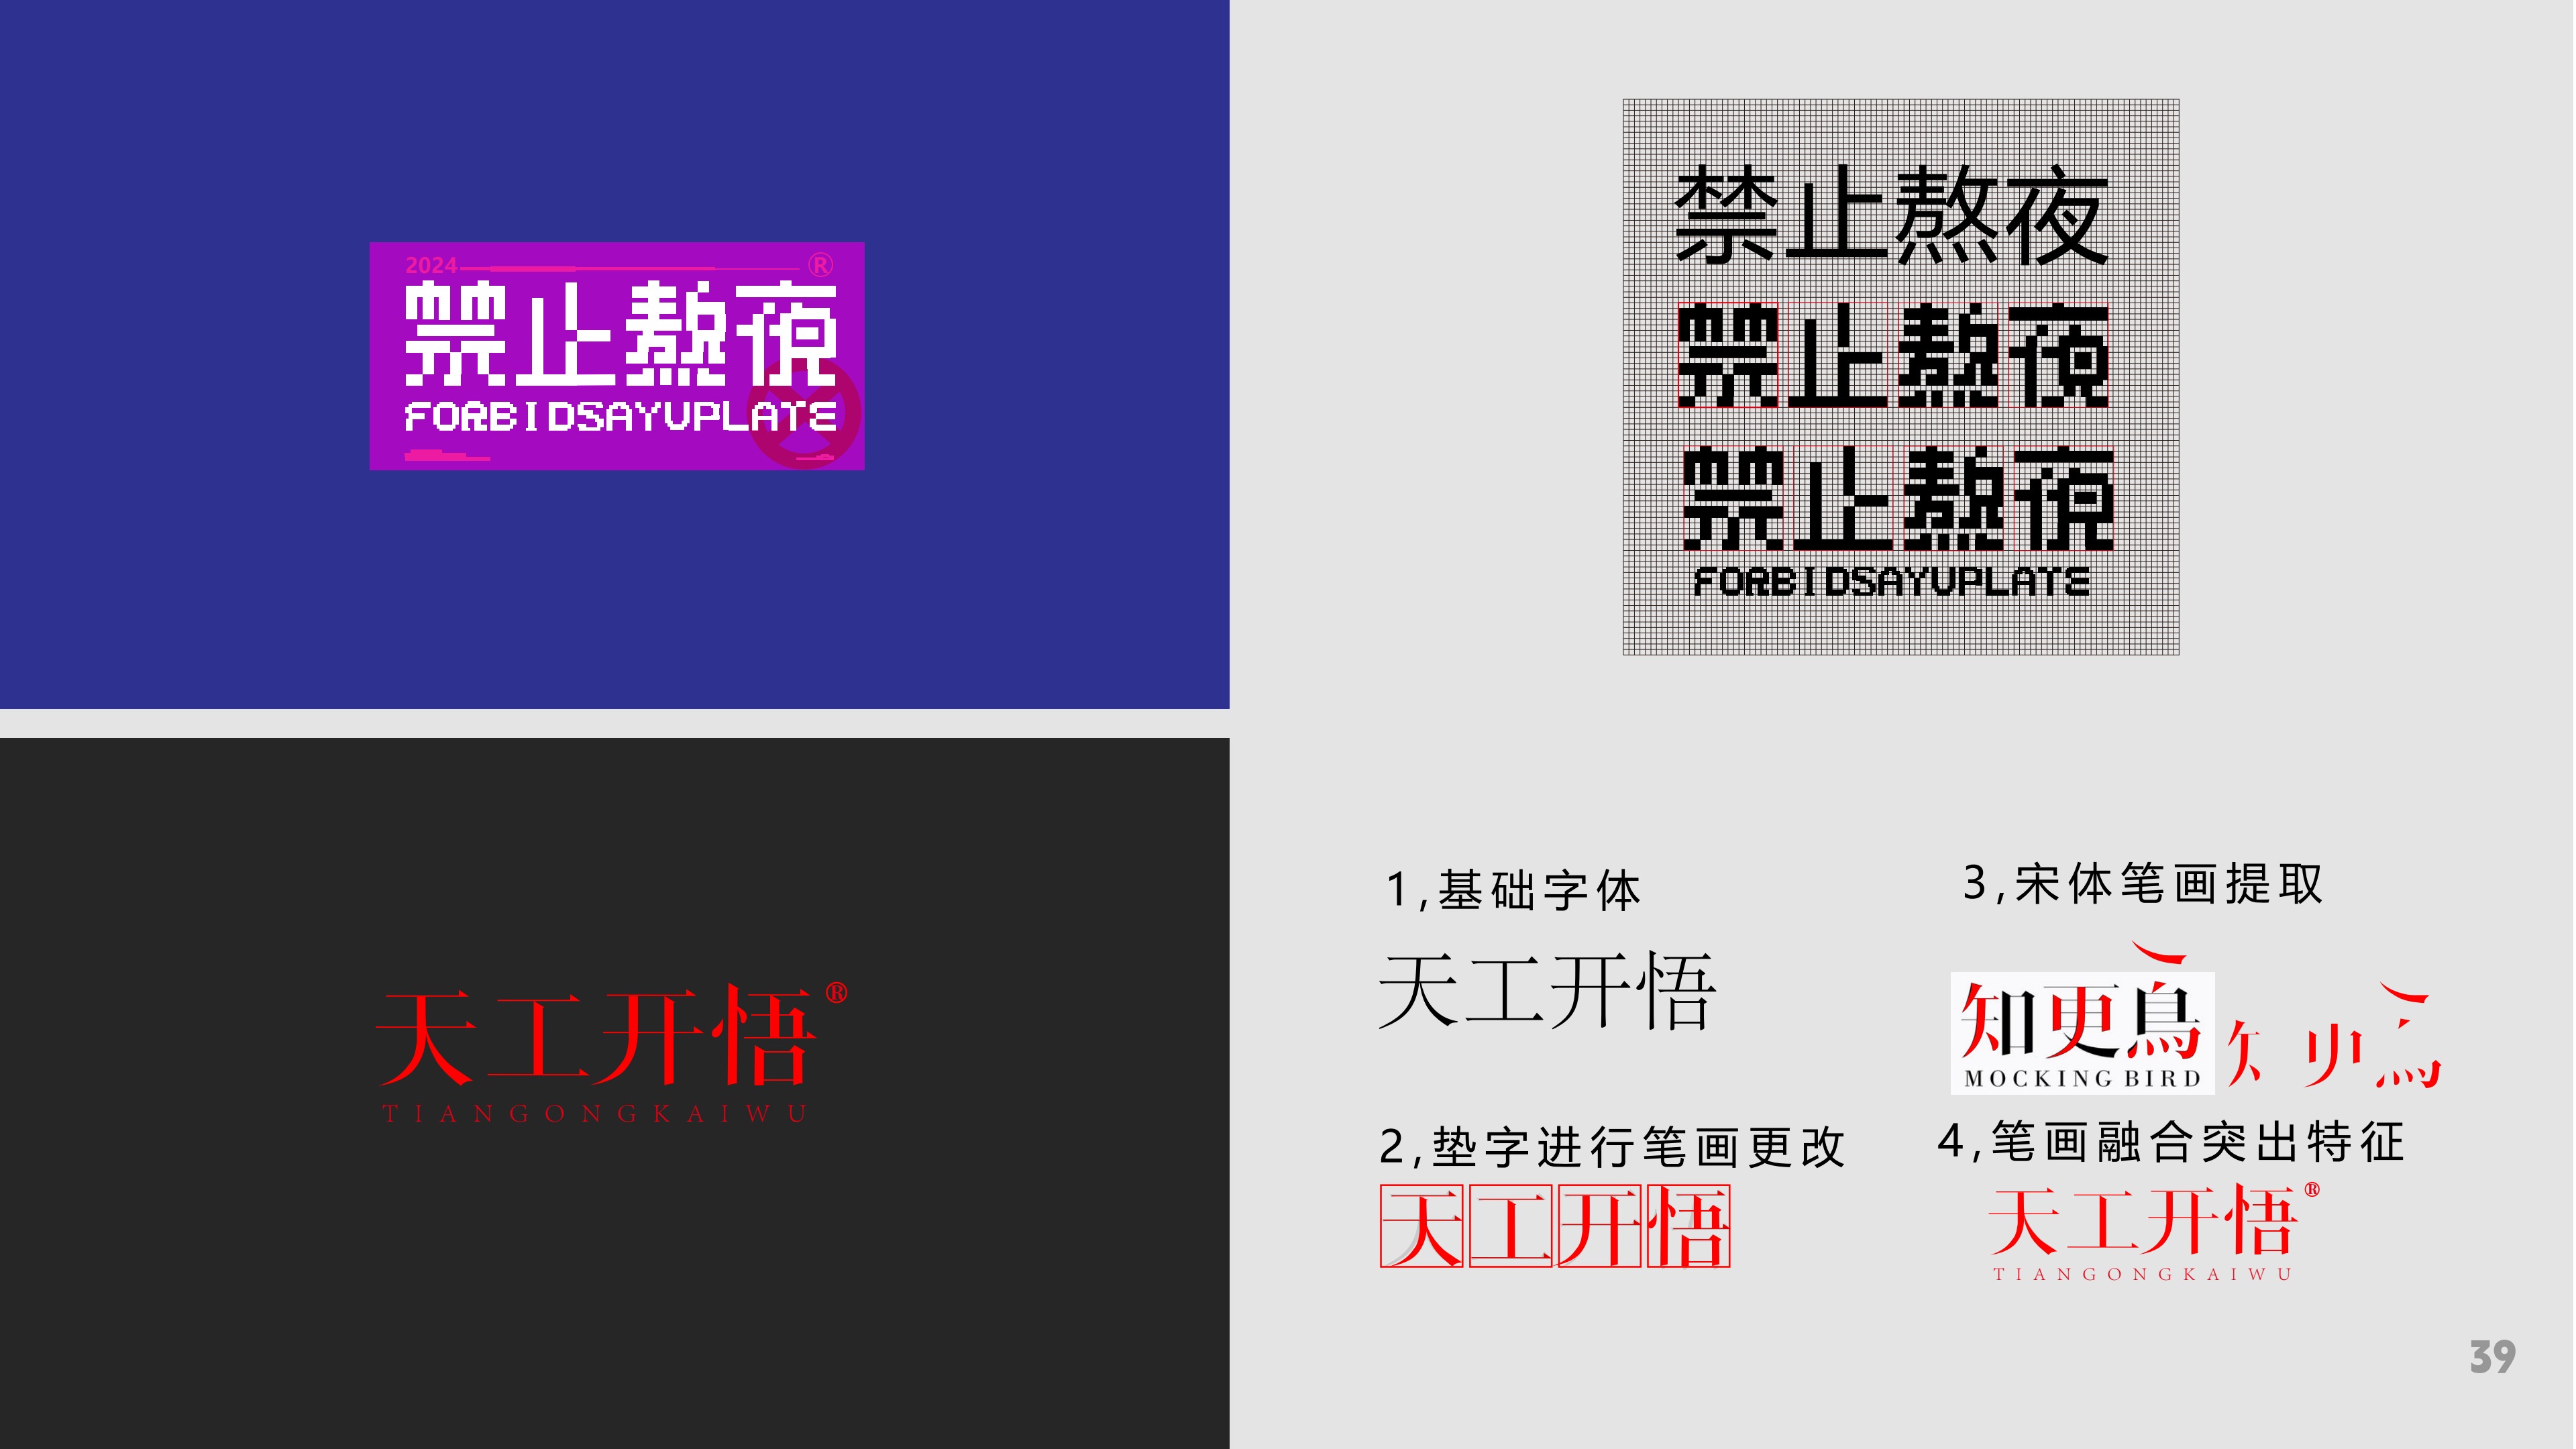 2024 ®
禁止熬夜
FORBIDSAYUPLATE
禁止熬夜
禁止熬夜
禁止熬夜
FORBIDSAYUPLATE
天工开悟®
TIANGONGKAIWU
1,基础字体
天工开悟
2,垫字进行笔画更改
天工开悟
3,宋体笔画提取
知更鳥
MOCKING BIRD
4,笔画融合突出特征
天工开悟®
TIANGONGKAIWU
39